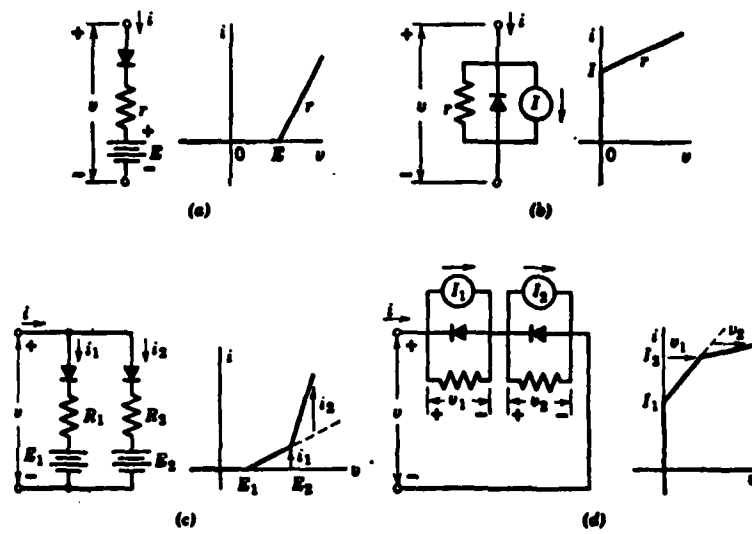 + i
v r
+ E
−
(a)
i
r
0 E v
+ i
v r I
−
(b)
i
I r
0 v
i
+ i1 i2
v R1 R2
E1 E2
−
(c)
i
i2
i1
E1 E2 v
I1 I2
i
+
+ v1 − + v2 −
v
−
(d)
i v1 v2
I2
I1